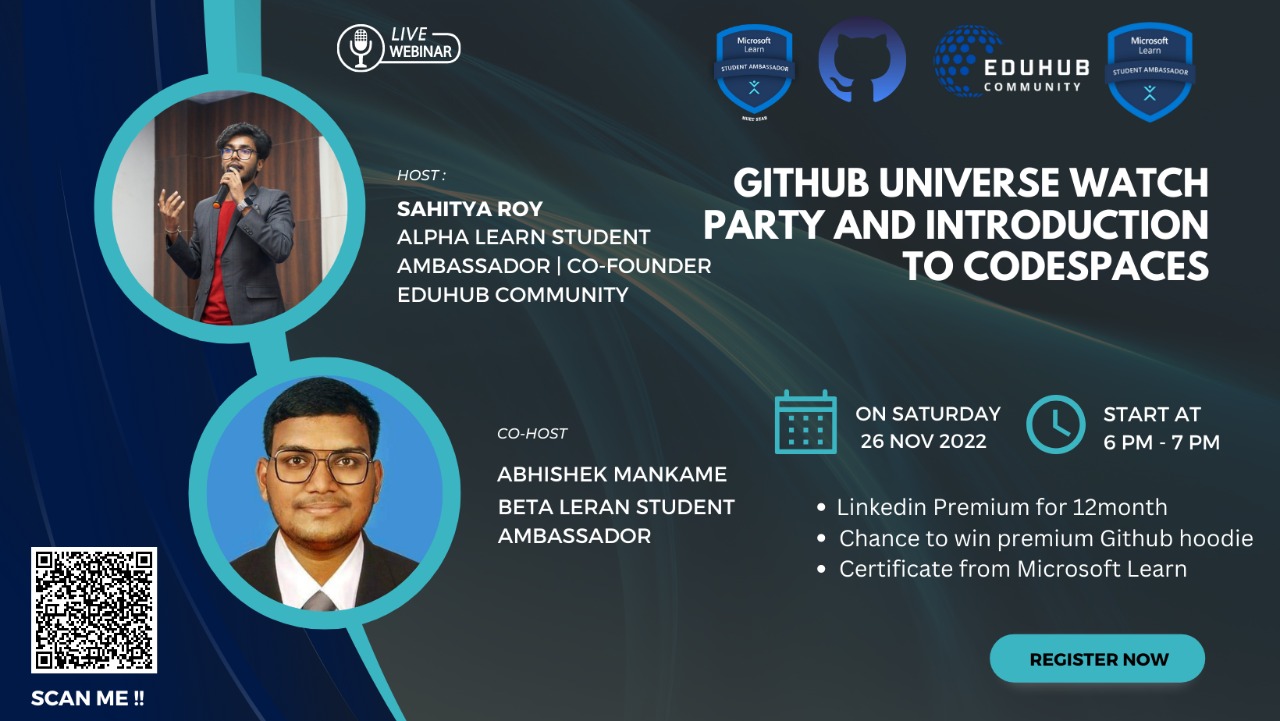 LIVE
WEBINAR
Microsoft
Learn
STUDENT AMBASSADOR
EDUHUB
COMMUNITY
Microsoft
Learn
STUDENT AMBASSADOR
GITHUB UNIVERSE WATCH
PARTY AND INTRODUCTION
TO CODESPACES
HOST :
SAHITYA ROY
ALPHA LEARN STUDENT
AMBASSADOR | CO-FOUNDER
EDUHUB COMMUNITY
CO-HOST
ABHISHEK MANKAME
BETA LERAN STUDENT
AMBASSADOR
ON SATURDAY
26 NOV 2022
START AT
6 PM - 7 PM
• Linkedin Premium for 12month
• Chance to win premium Github hoodie
• Certificate from Microsoft Learn
REGISTER NOW
SCAN ME !!